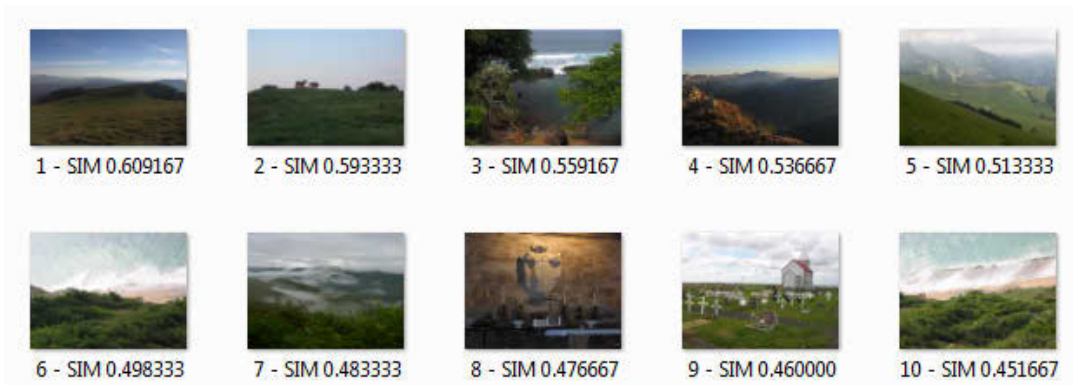 1 - SIM 0.609167
2 - SIM 0.593333
3 - SIM 0.559167
4 - SIM 0.536667
5 - SIM 0.513333
6 - SIM 0.498333
7 - SIM 0.483333
8 - SIM 0.476667
9 - SIM 0.460000
10 - SIM 0.451667